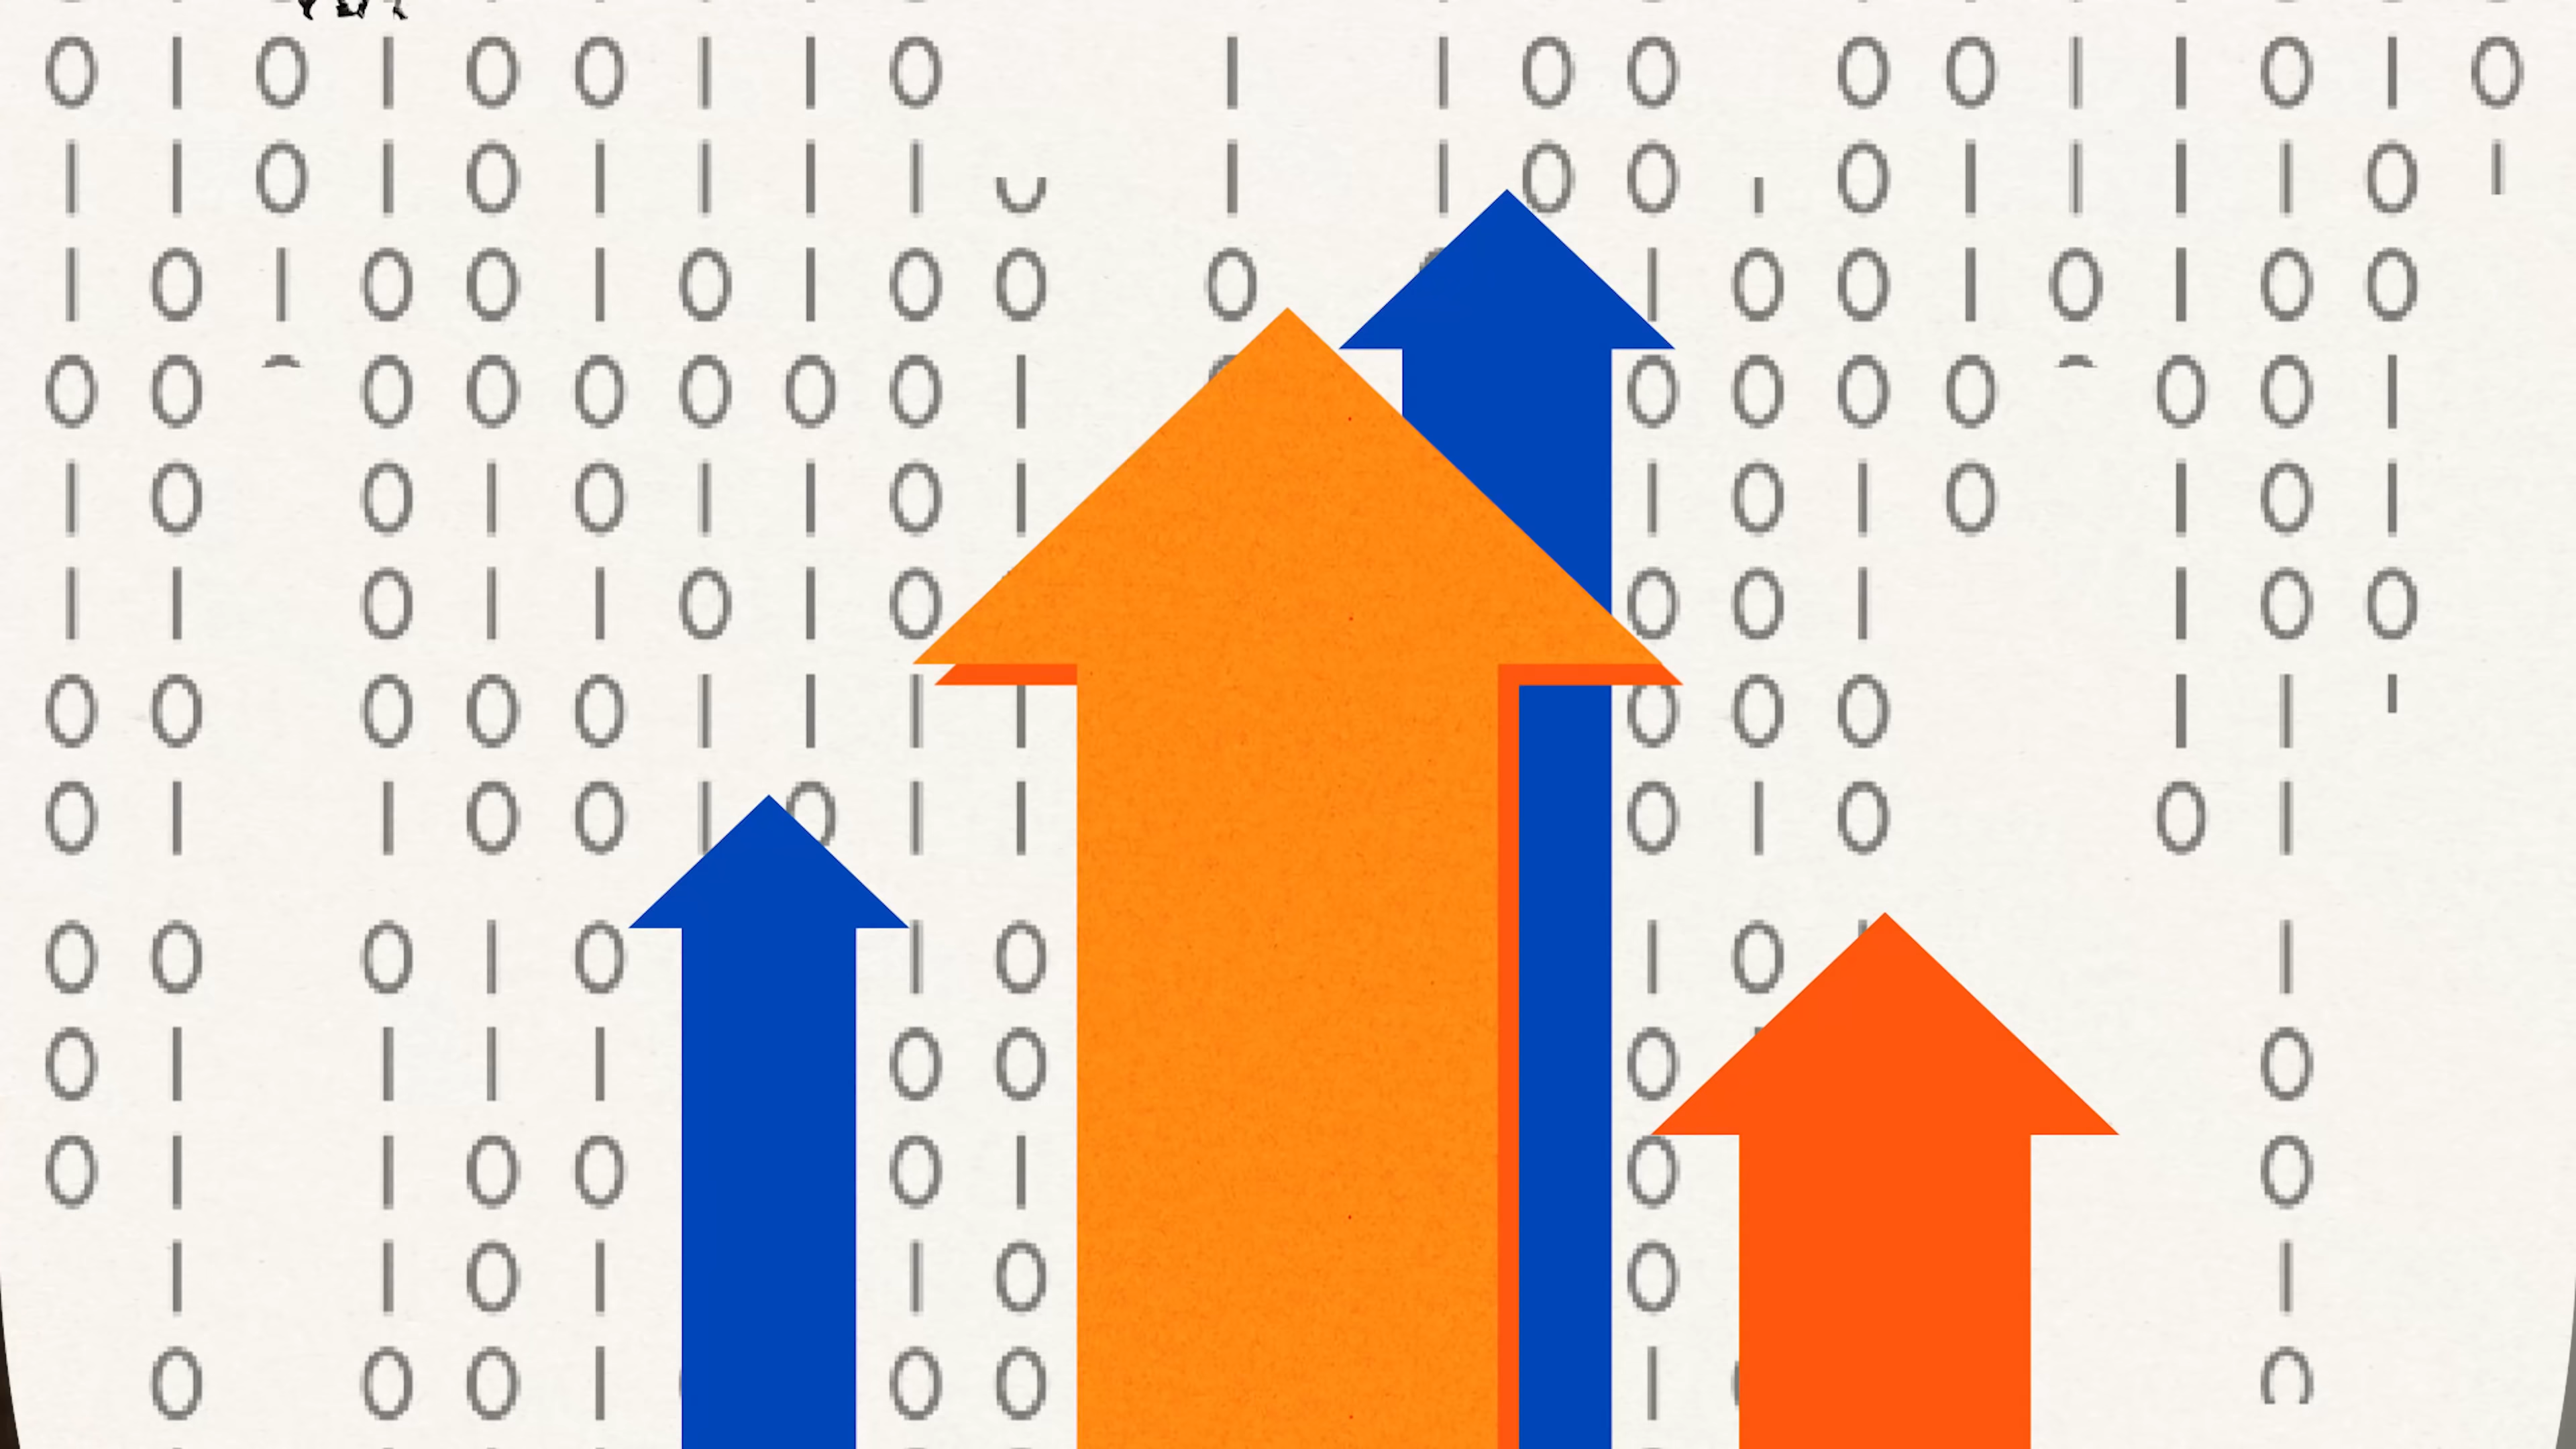 0 1 0 1 0 0 1 1 0 1 1 0 0 0 0 1 1 0 1 0
1 1 0 1 0 1 1 1 1 1 1 0 0 0 1 1 1 1 0 1
1 0 1 0 0 1 0 1 0 0 0 1 0 0 1 0 1 0 0
0 0 0 0 0 0 0 0 1 0 0 0 0 0 0 1
1 0 0 1 0 1 1 0 1 1 0 1 0 1 0 1
1 1 0 1 1 0 1 0 0 0 1 1 0 0
0 0 0 0 0 1 1 1 1 0 0 0 1 1 1
0 1 1 0 0 1 0 1 1 0 1 0 0 1
0 0 0 1 0 1 0 1 0 1
0 1 1 1 1 0 0 0 0
0 1 1 0 0 0 1 0 0
1 1 0 1 1 0 0 1
0 0 0 1 0 0 1